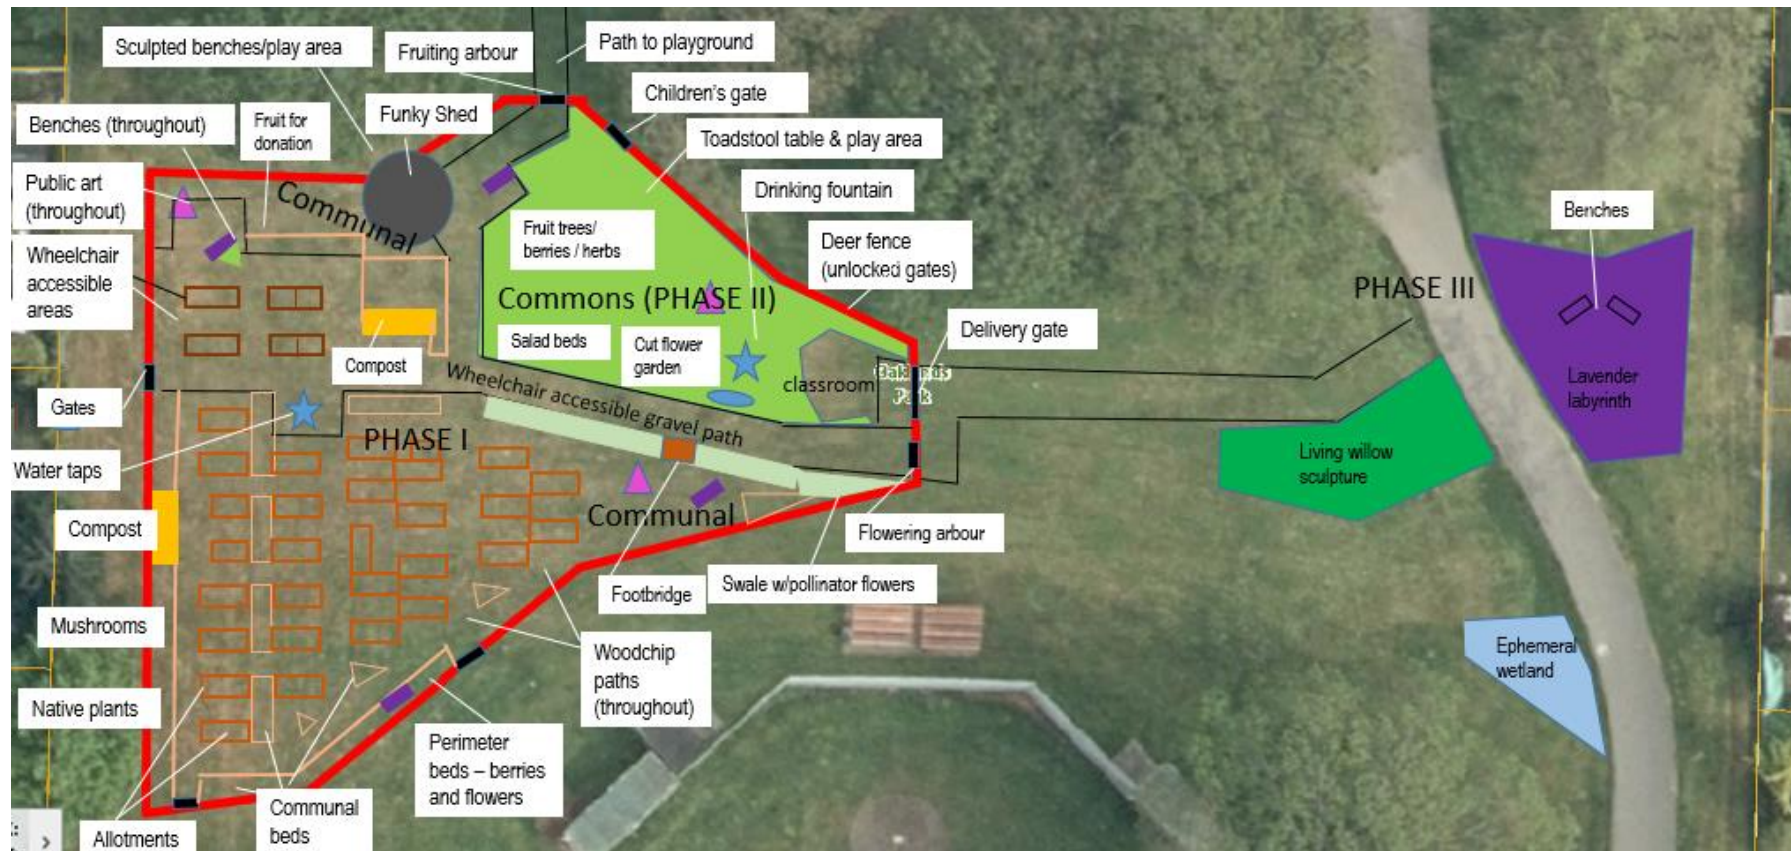 Sculpted benches/play area
Fruiting arbour
Path to playground
Children's gate
Benches (throughout)
Fruit for
donation
Funky Shed
Toadstool table & play area
Public art
(throughout)
Communal
Drinking fountain
Benches
Fruit trees/
berries / herbs
Deer fence
(unlocked gates)
Wheelchair
accessible
areas
Commons (PHASE II)
PHASE III
Delivery gate
Salad beds
Cut flower
garden
Compost
Wheelchair accessible gravel path
classroom
Oaklands
Park
Lavender
labyrinth
Gates
PHASE I
Water taps
Living willow
sculpture
Communal
Compost
Flowering arbour
Footbridge
Swale w/pollinator flowers
Mushrooms
Woodchip
paths
(throughout)
Ephemeral
wetland
Native plants
Perimeter
beds – berries
and flowers
Allotments
Communal
beds